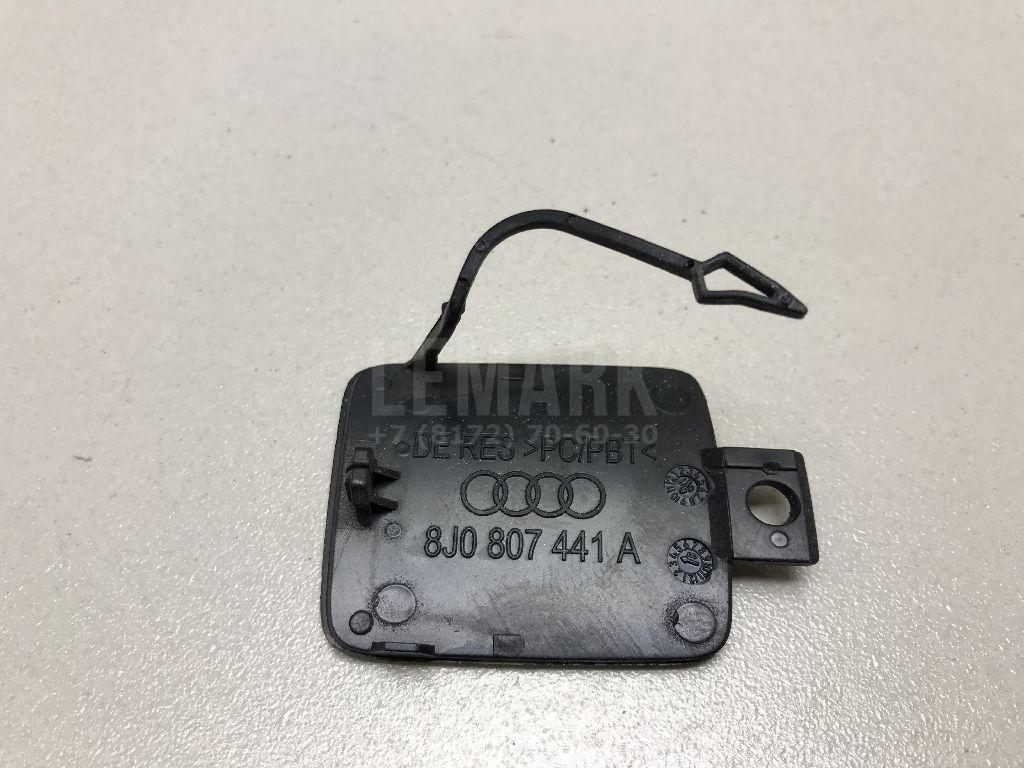 LEMARK
+7 (8172) 70-60-30
DE RES >PC/PBT<
8J0 807 441 A